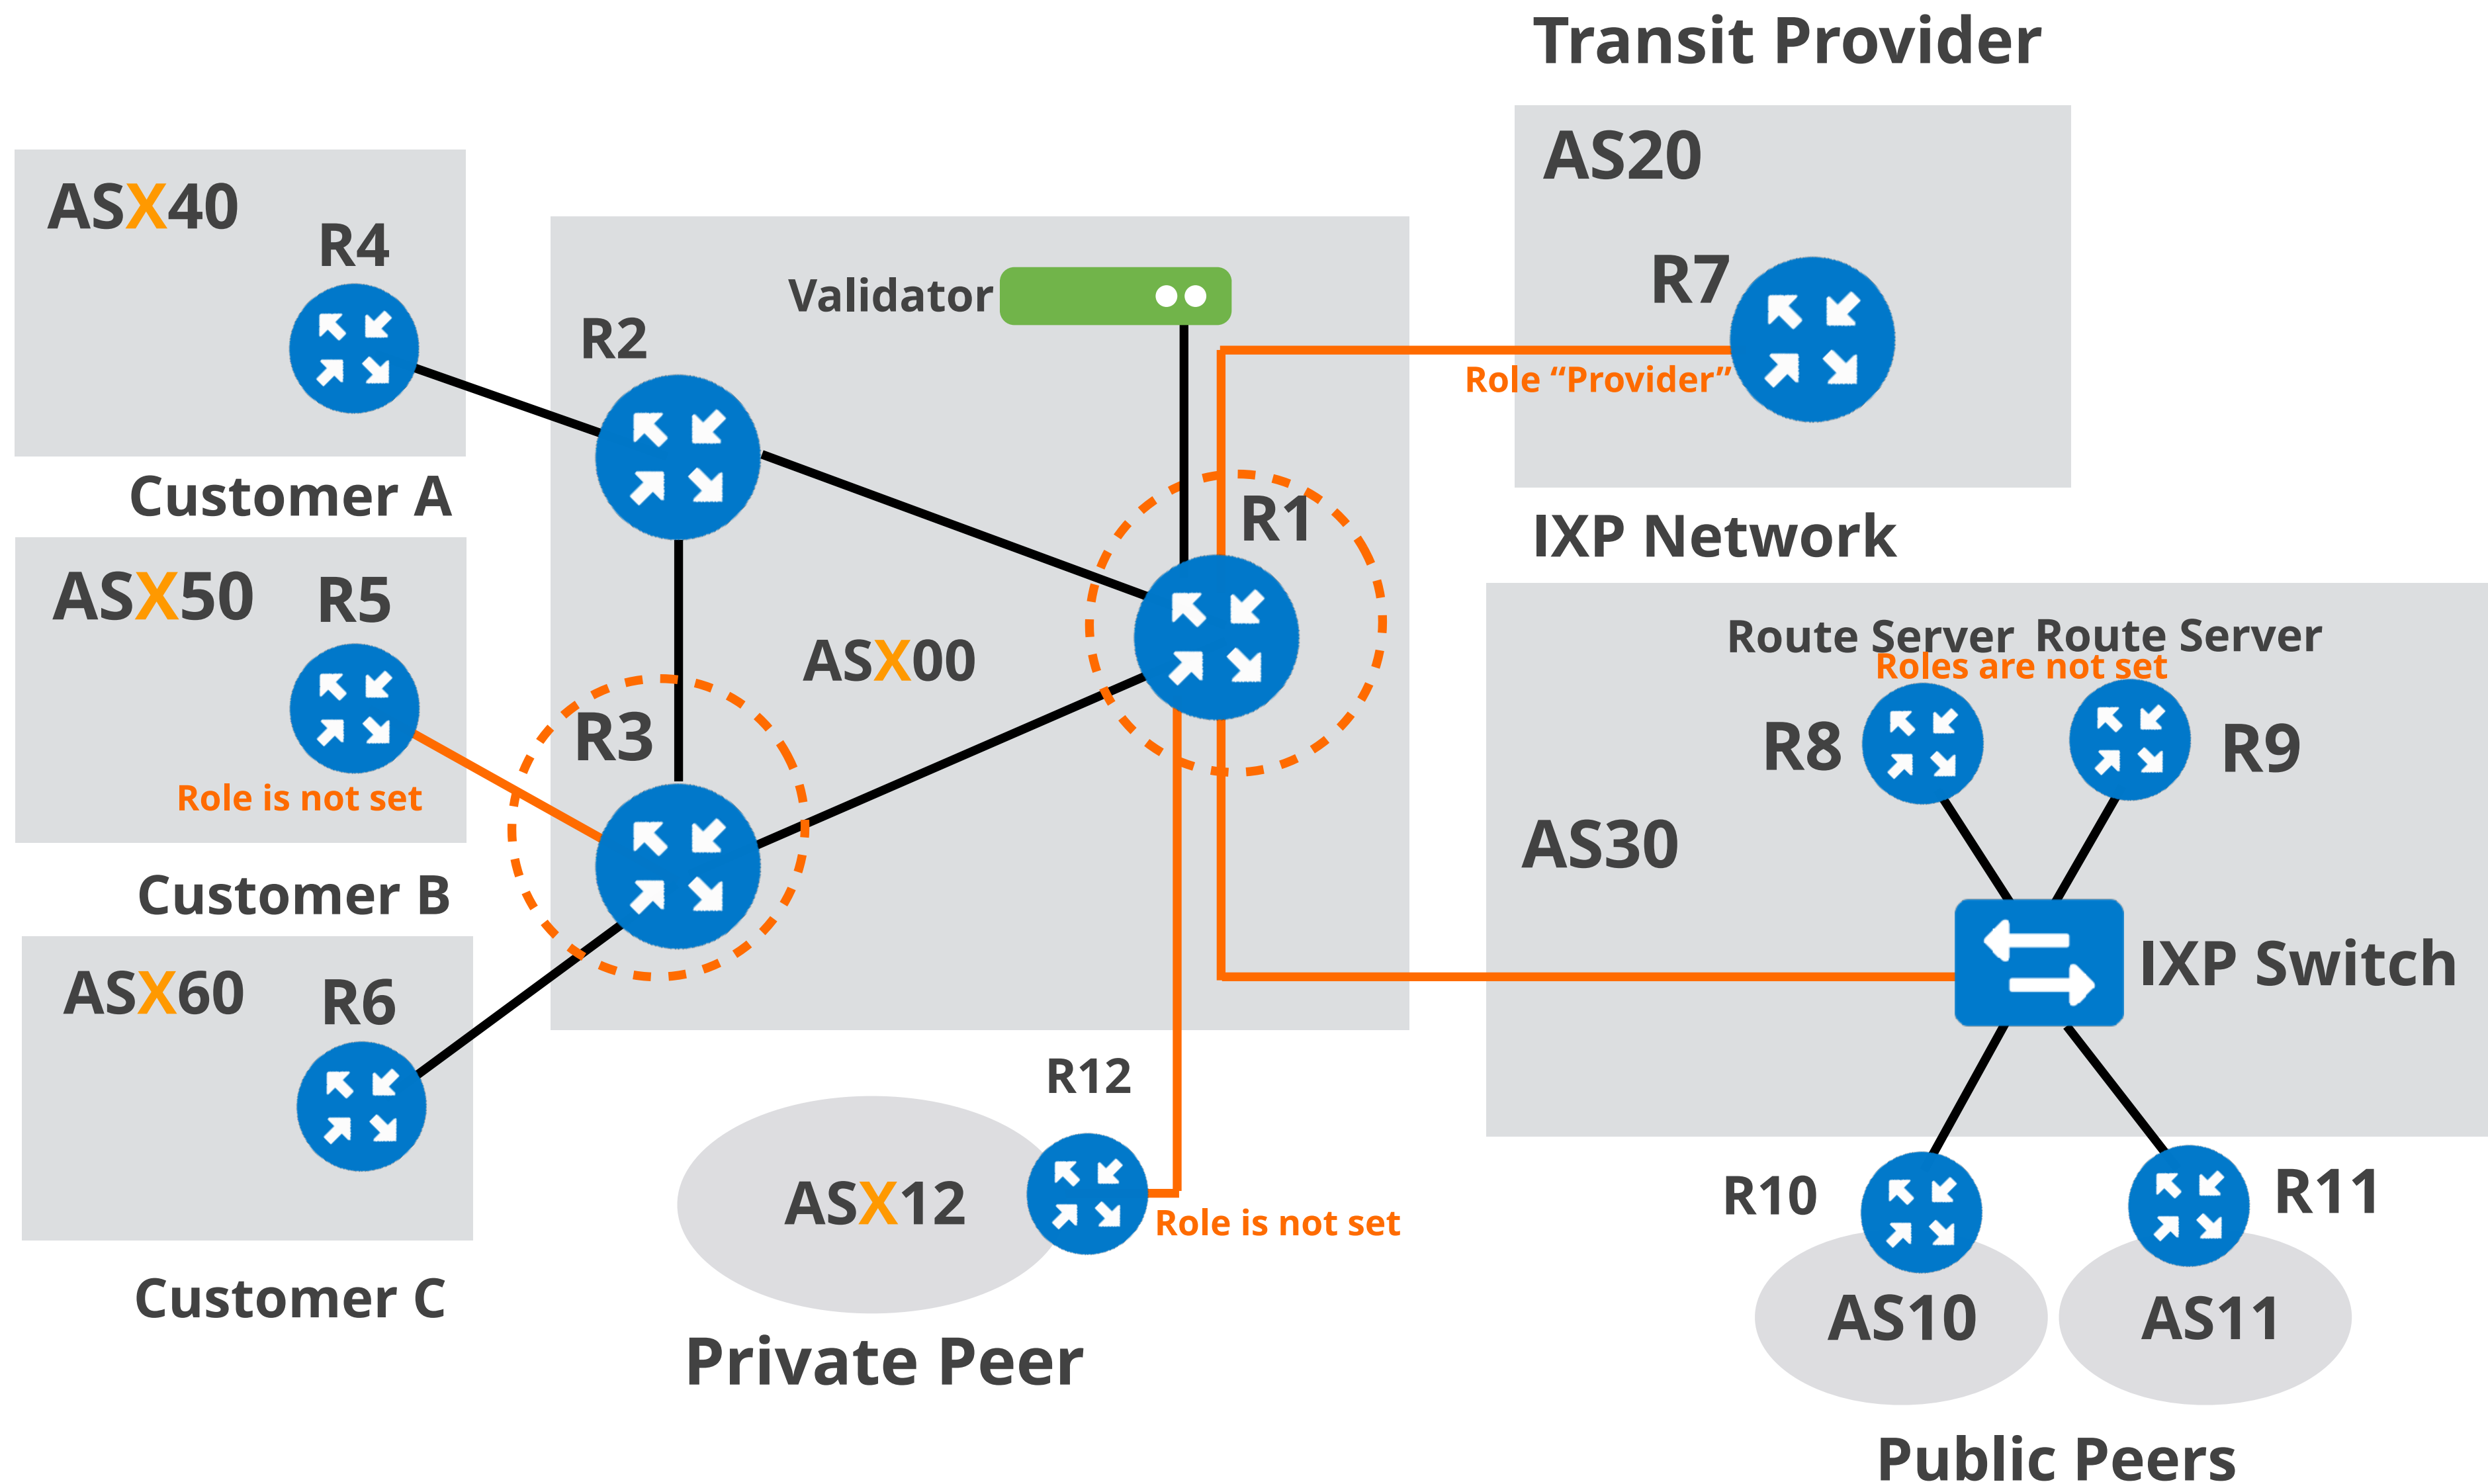 Transit Provider
AS20
R7
Role “Provider”
ASX40
R4
Customer A
Validator
R2
R1
IXP Network
ASX50
R5
Role is not set
Customer B
ASX00
R3
Route Server
Route Server
Roles are not set
R8
R9
AS30
IXP Switch
ASX60
R6
Customer C
R12
ASX12
Role is not set
Private Peer
R10
R11
AS10
AS11
Public Peers